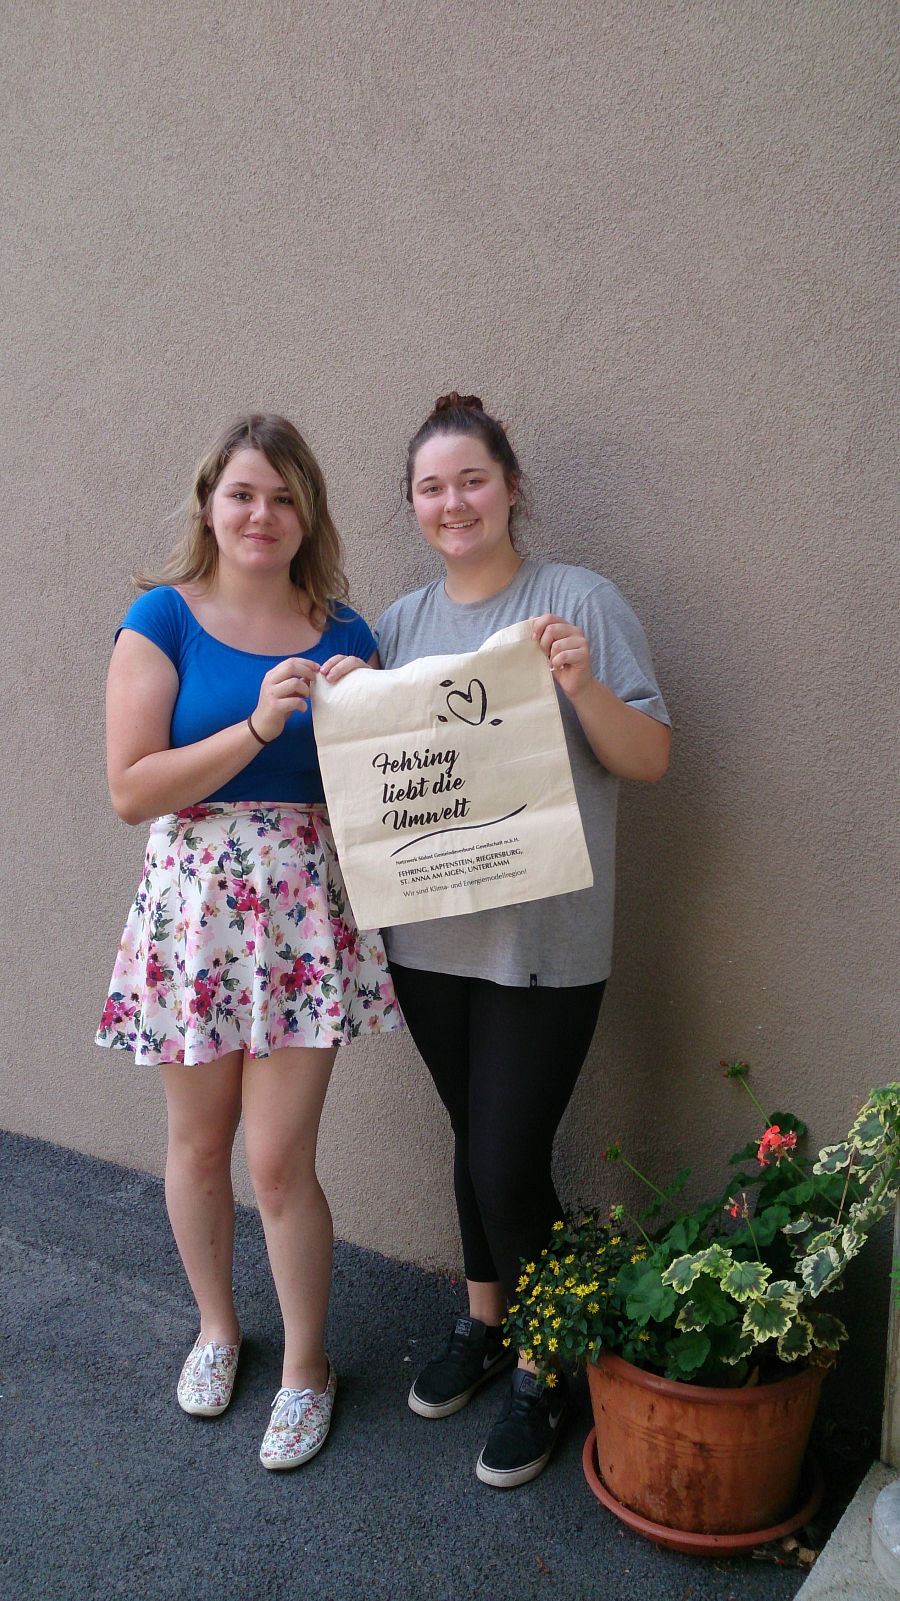 Fehring
liebt die
Umwelt
Netzwerk Südost Gemeindeverbund Gesellschaft m.b.H.
FEHRING, KAPFENSTEIN, RIEGERSBURG,
ST. ANNA AM AIGEN, UNTERLAMM
Wir sind Klima- und Energiemodellregion!